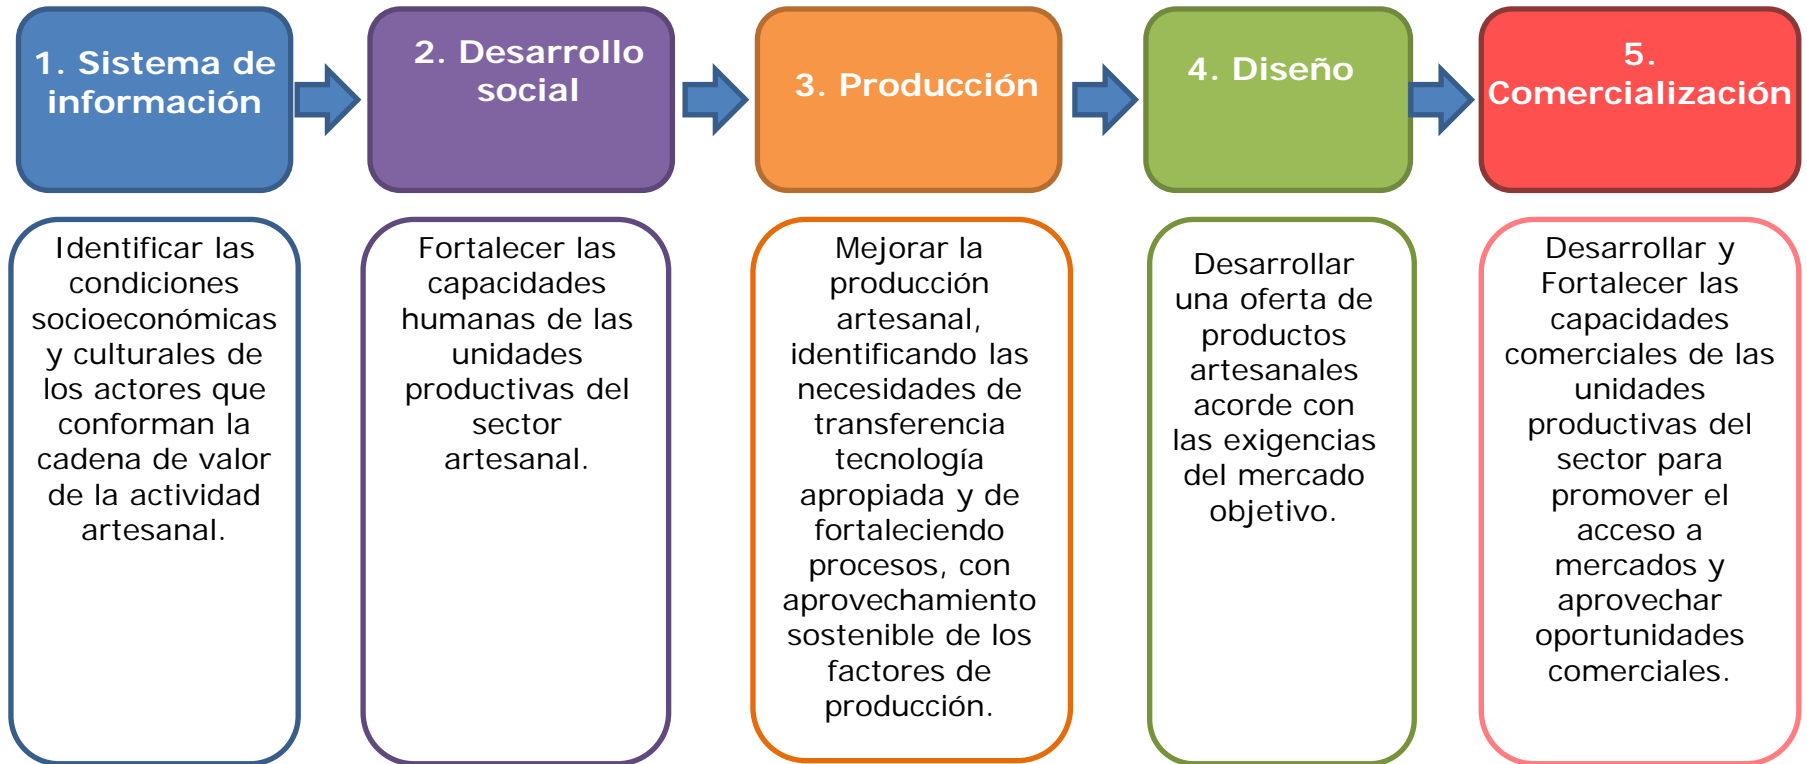 1. Sistema de
información
2. Desarrollo
social
3. Producción
4. Diseño
5.
Comercialización
Identificar las
condiciones
socioeconómicas
y culturales de
los actores que
conforman la
cadena de valor
de la actividad
artesanal.
Fortalecer las
capacidades
humanas de las
unidades
productivas del
sector
artesanal.
Mejorar la
producción
artesanal,
identificando las
necesidades de
transferencia
tecnología
apropiada y de
fortaleciendo
procesos, con
aprovechamiento
sostenible de los
factores de
producción.
Desarrollar
una oferta de
productos
artesanales
acorde con
las exigencias
del mercado
objetivo.
Desarrollar y
Fortalecer las
capacidades
comerciales de las
unidades
productivas del
sector para
promover el
acceso a
mercados y
aprovechar
oportunidades
comerciales.